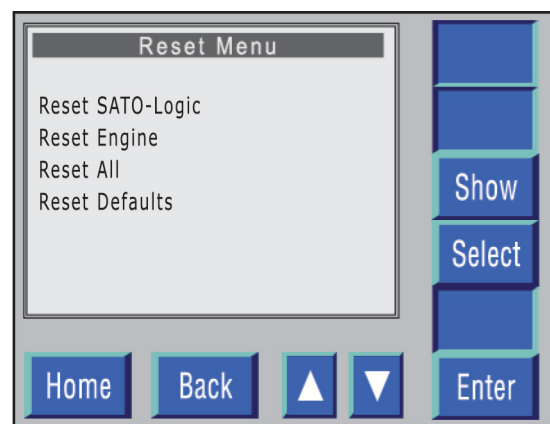 Reset Menu
Reset SATO-Logic
Reset Engine
Reset All
Reset Defaults
Show
Select
Home
Back
Enter